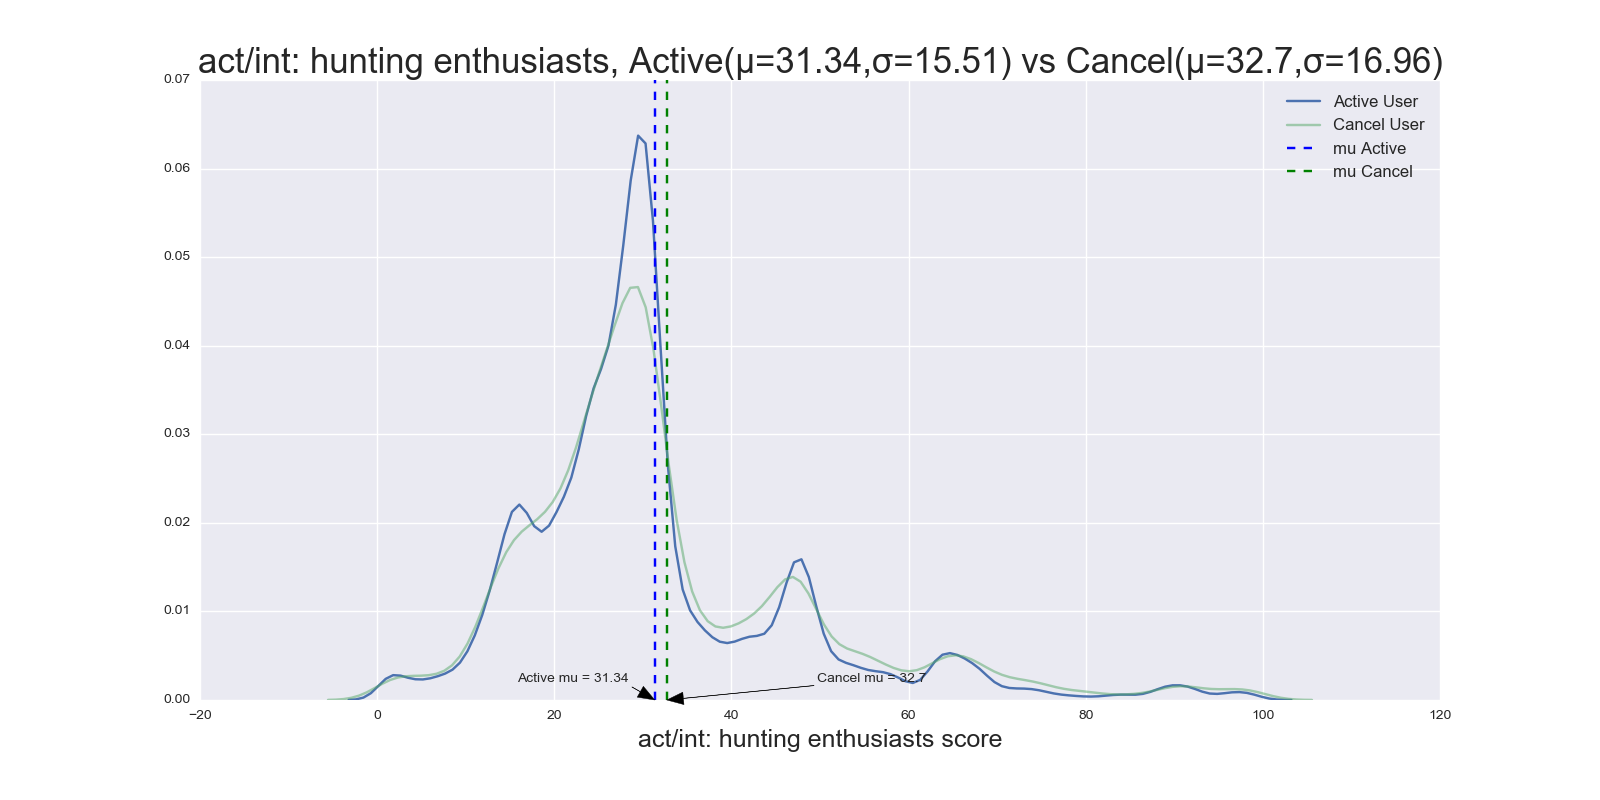 act/int: hunting enthusiasts, Active(μ=31.34,σ=15.51) vs Cancel(μ=32.7,σ=16.96)
0.07
0.06
0.05
0.04
0.03
0.02
0.01
0.00
Active User
Cancel User
mu Active
mu Cancel
Active mu = 31.34
Cancel mu = 32.7
−20 0 20 40 60 80 100 120
act/int: hunting enthusiasts score